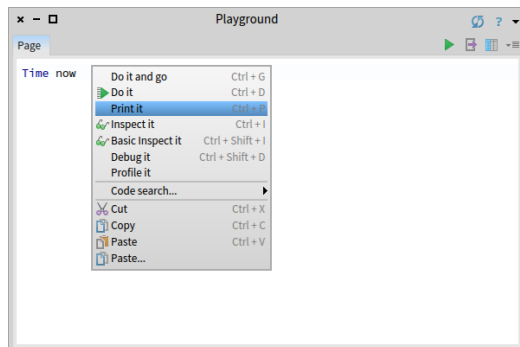 Playground
?
Page
Time now
Do it and go Ctrl + G
Do it Ctrl + D
Print it Ctrl + P
Inspect it Ctrl + I
Basic Inspect it Ctrl + Shift + I
Debug it Ctrl + Shift + D
Profile it
Code search...
Cut Ctrl + X
Copy Ctrl + C
Paste Ctrl + V
Paste...